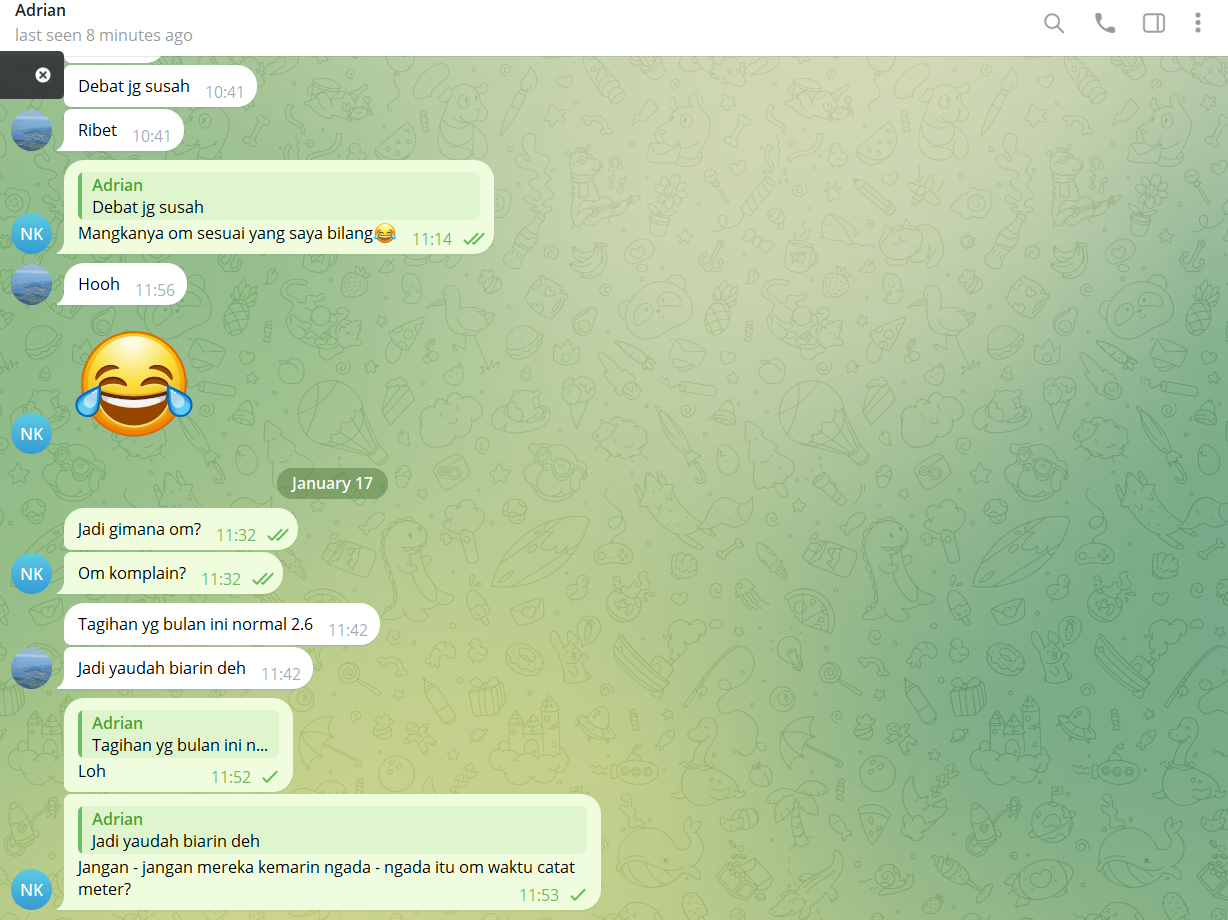 Adrian
last seen 8 minutes ago
Debat jg susah 10:41
Ribet 10:41
Adrian
Debat jg susah
Mangkanya om sesuai yang saya bilang😂 11:14
NK
Hooh 11:56
NK
January 17
Jadi gimana om? 11:32
Om komplain? 11:32
NK
Tagihan yg bulan ini normal 2.6 11:42
Jadi yaudah biarin deh 11:42
Adrian
Tagihan yg bulan ini n...
Loh 11:52
Adrian
Jadi yaudah biarin deh
Jangan - jangan mereka kemarin ngada - ngada itu om waktu catat
meter? 11:53
NK